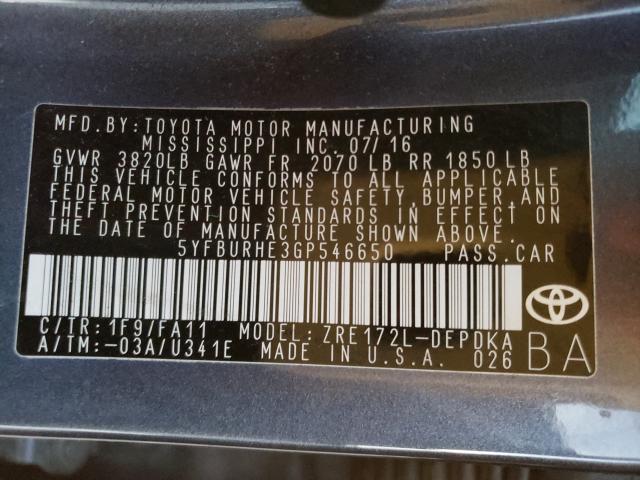 MFD.BY:TOYOTA MOTOR MANUFACTURING
MISSISSIPPI INC. 07/16
GVWR 3820LB GAWR FR 2070 LB RR 1850 LB
THIS VEHICLE CONFORMS TO ALL APPLICABLE
FEDERAL MOTOR VEHICLE SAFETY,BUMPER,AND
THEFT PREVENTION STANDARDS IN EFFECT ON
THE DATE OF MANUFACTURE SHOWN ABOVE.
5YFBURHE3GP546650 PASS.CAR
C/TR:1F9/FA11 MODEL: ZRE172L-DEPDKA
A/TM:-03A/U341E MADE IN U.S.A. 026
BA